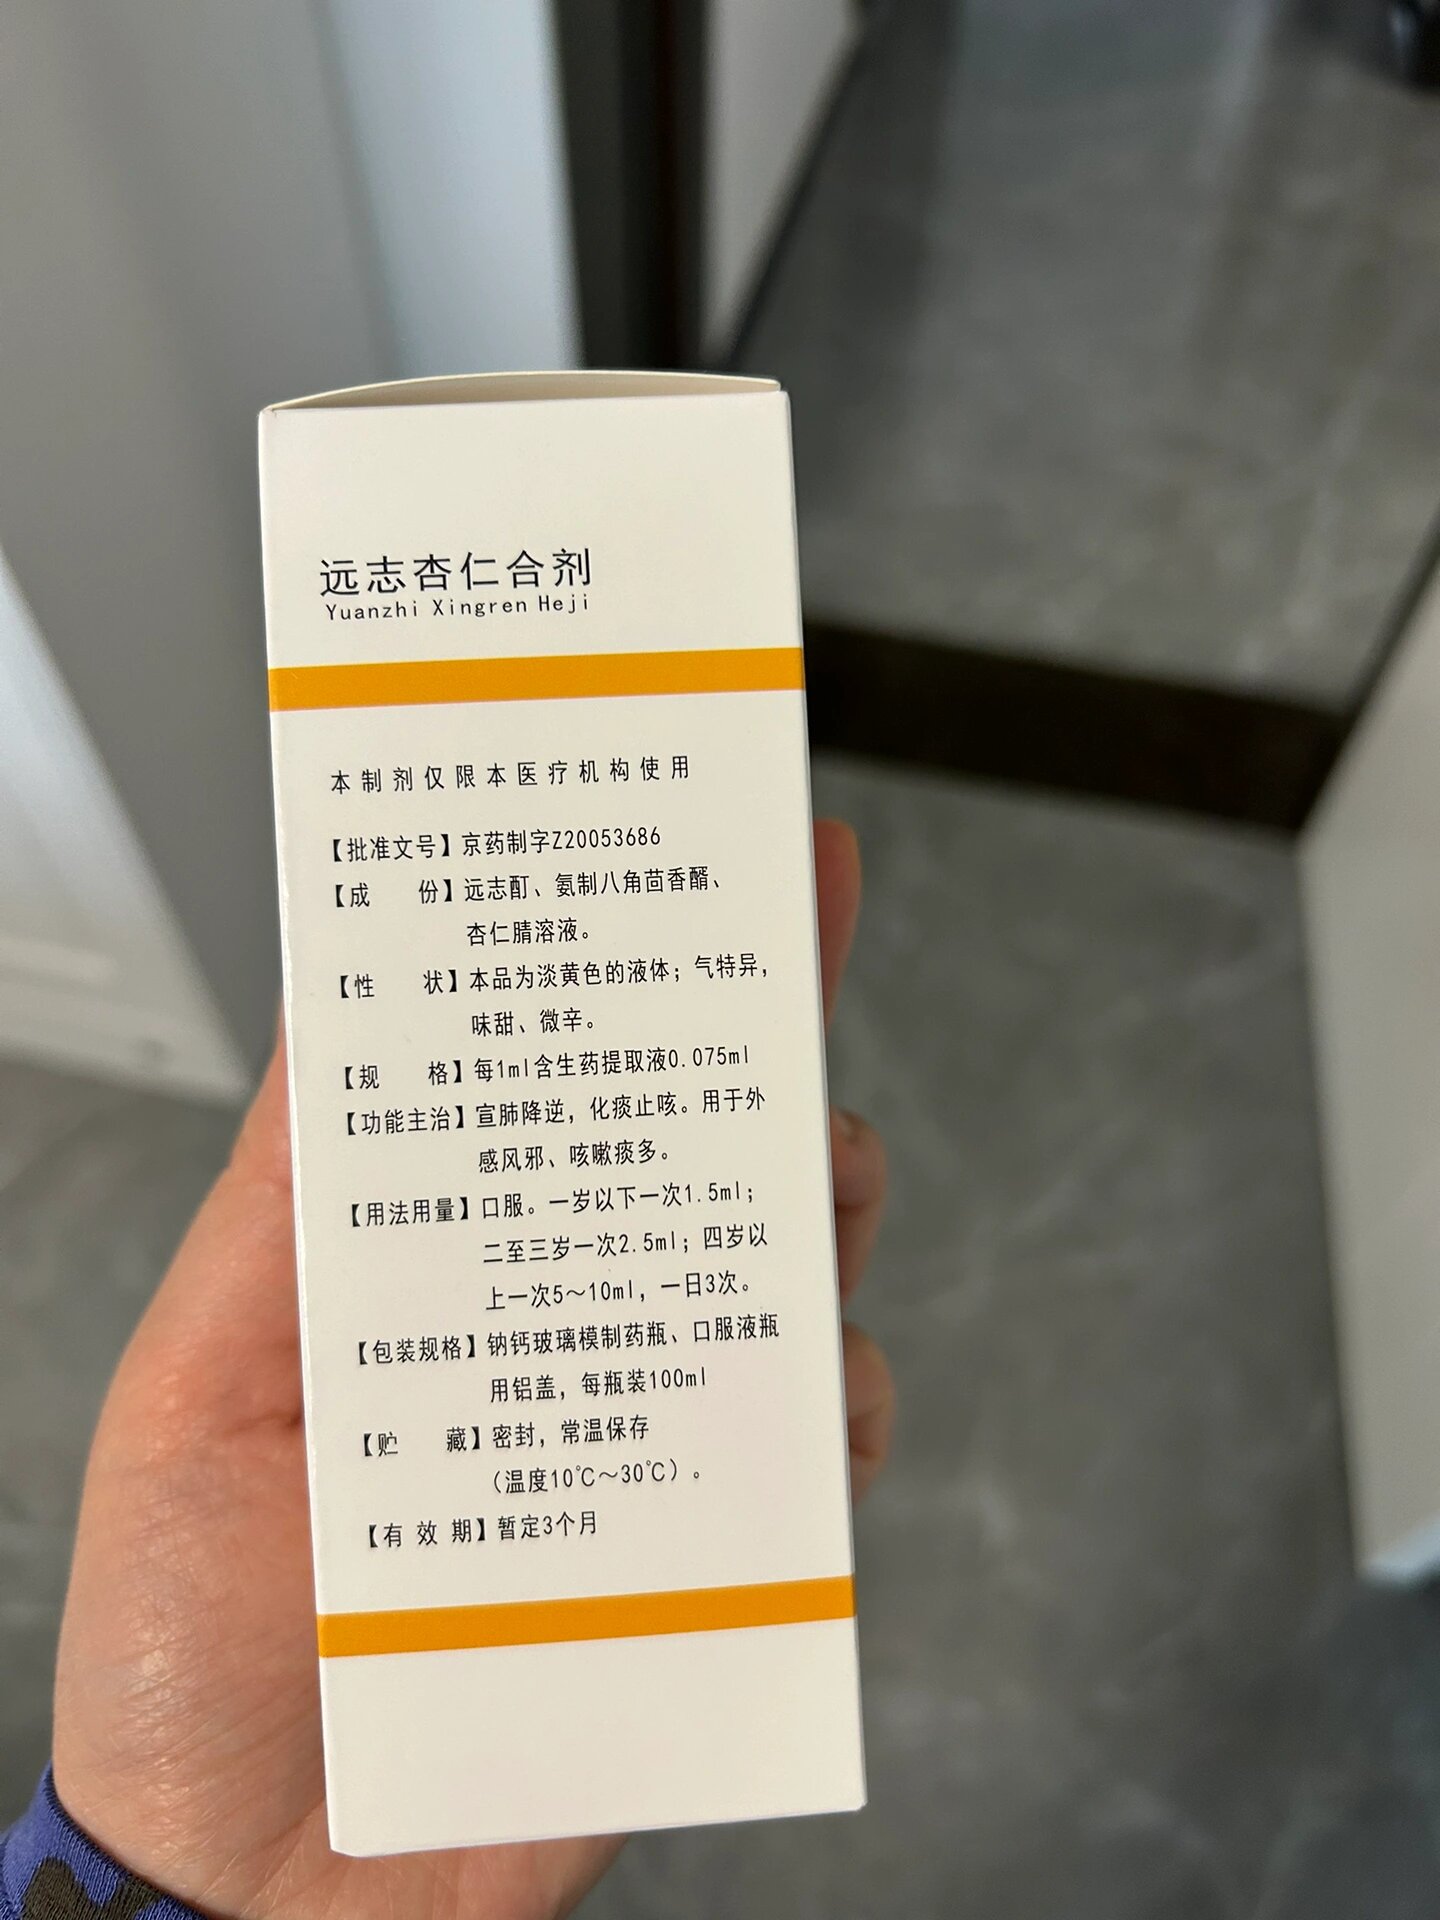 远志杏仁合剂
Yuanzhi Xingren Heji
本制剂仅限本医疗机构使用
【批准文号】京药制字Z20053686
【成 份】远志酊、氨制八角茴香醑、
杏仁腈溶液。
【性 状】本品为淡黄色的液体；气特异，
味甜、微辛。
【规 格】每1ml含生药提取液0.075ml
【功能主治】宣肺降逆，化痰止咳。用于外
感风邪、咳嗽痰多。
【用法用量】口服。一岁以下一次1.5ml；
二至三岁一次2.5ml；四岁以
上一次5～10ml，一日3次。
【包装规格】钠钙玻璃模制药瓶、口服液瓶
用铝盖，每瓶装100ml
【贮 藏】密封，常温保存
（温度10℃～30℃）。
【有 效 期】暂定3个月